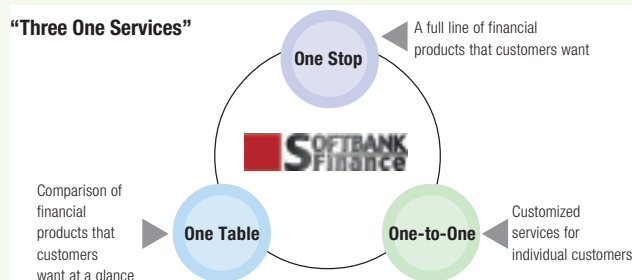 “Three One Services”
One Stop
A full line of financial
products that customers want
SOFTBANK
Finance
Comparison of
financial
products that
customers
want at a glance
One Table
One-to-One
Customized
services for
individual customers